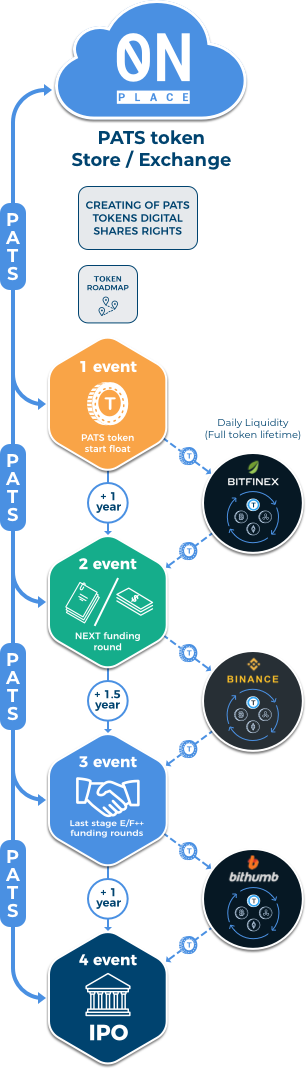 0N
PLACE
PATS token
Store / Exchange
CREATING OF PATS
TOKENS DIGITAL
SHARES RIGHTS
PATS
TOKEN
ROADMAP
1 event
T
PATS token
start float
Daily Liquidity
(Full token lifetime)
T
BITFINEX
T
PATS
+ 1
year
T
2 event
$
NEXT funding
round
T
BINANCE
T
PATS
+ 1.5
year
T
3 event
Last stage E/F++
funding rounds
T
bithumb
T
PATS
+ 1
year
T
4 event
IPO